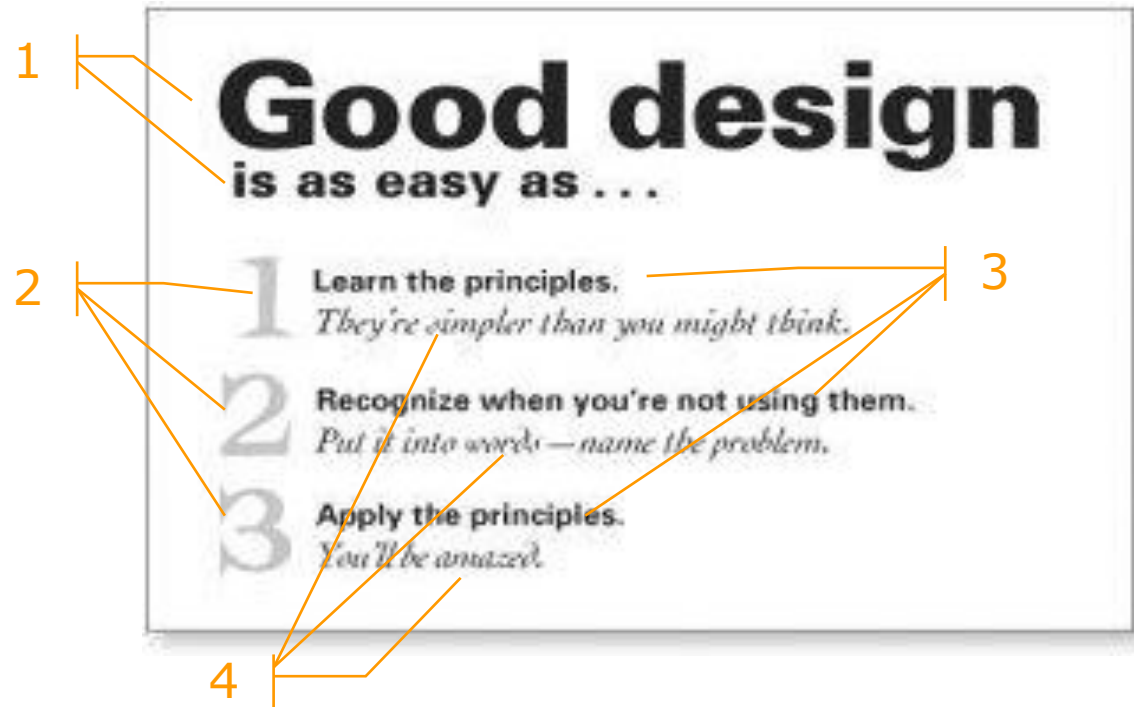 1
Good design
is as easy as . . .
2
3
1 Learn the principles.
They're simpler than you might think.
2 Recognize when you're not using them.
Put it into words—name the problem.
3 Apply the principles.
You'll be amazed.
4